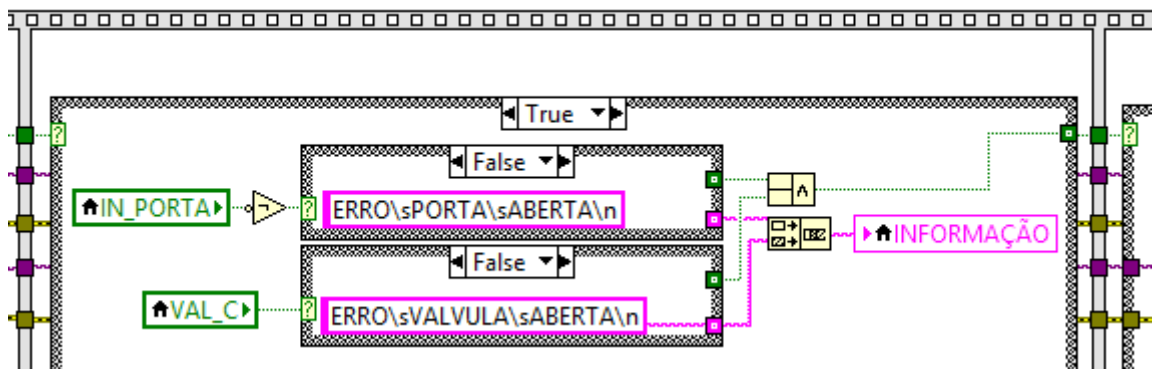 True
False
IN_PORTA
ERRO\sPORTA\sABERTA\n
INFORMAÇÃO
False
VAL_C
ERRO\sVALVULA\sABERTA\n